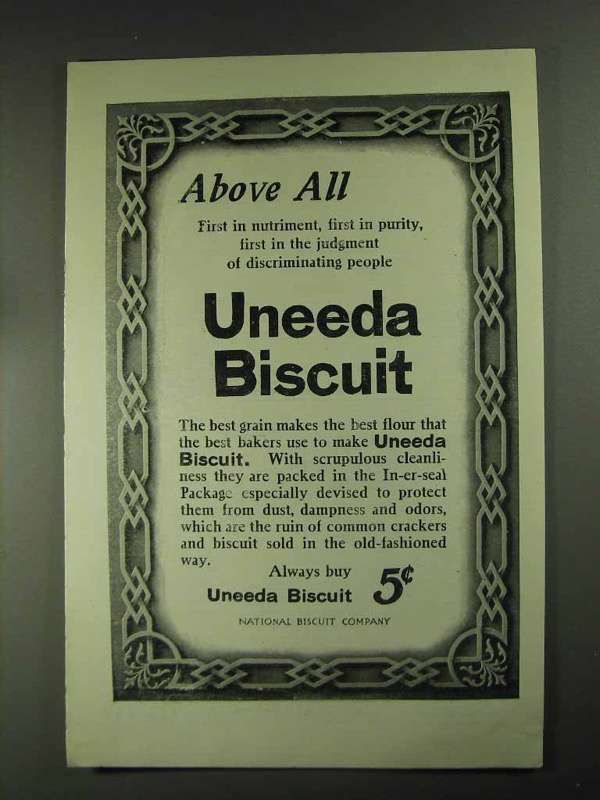 Above All
First in nutriment, first in purity,
first in the judgment
of discriminating people
Uneeda
Biscuit
The best grain makes the best flour that
the best bakers use to make Uneeda
Biscuit. With scrupulous cleanli-
ness they are packed in the In-er-seal
Package especially devised to protect
them from dust, dampness and odors,
which are the ruin of common crackers
and biscuit sold in the old-fashioned
way.
Always buy
Uneeda Biscuit 5¢
NATIONAL BISCUIT COMPANY